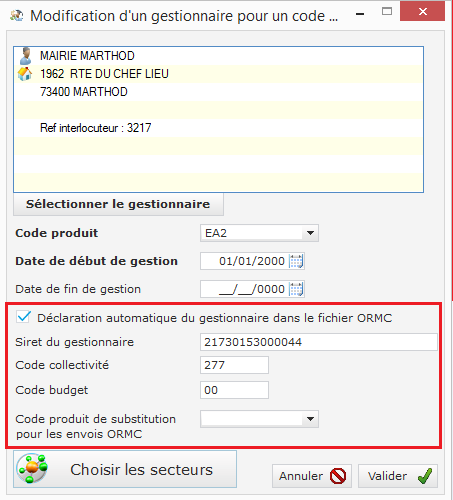 Modification d'un gestionnaire pour un code ...
MAIRIE MARTHOD
1962 RTE DU CHEF LIEU
73400 MARTHOD
Ref interlocuteur : 3217
Sélectionner le gestionnaire
Code produit EA2
Date de début de gestion 01/01/2000
Date de fin de gestion __/__/0000
Déclaration automatique du gestionnaire dans le fichier ORMC
Siret du gestionnaire 21730153000044
Code collectivité 277
Code budget 00
Code produit de substitution
pour les envois ORMC
Choisir les secteurs
Annuler
Valider